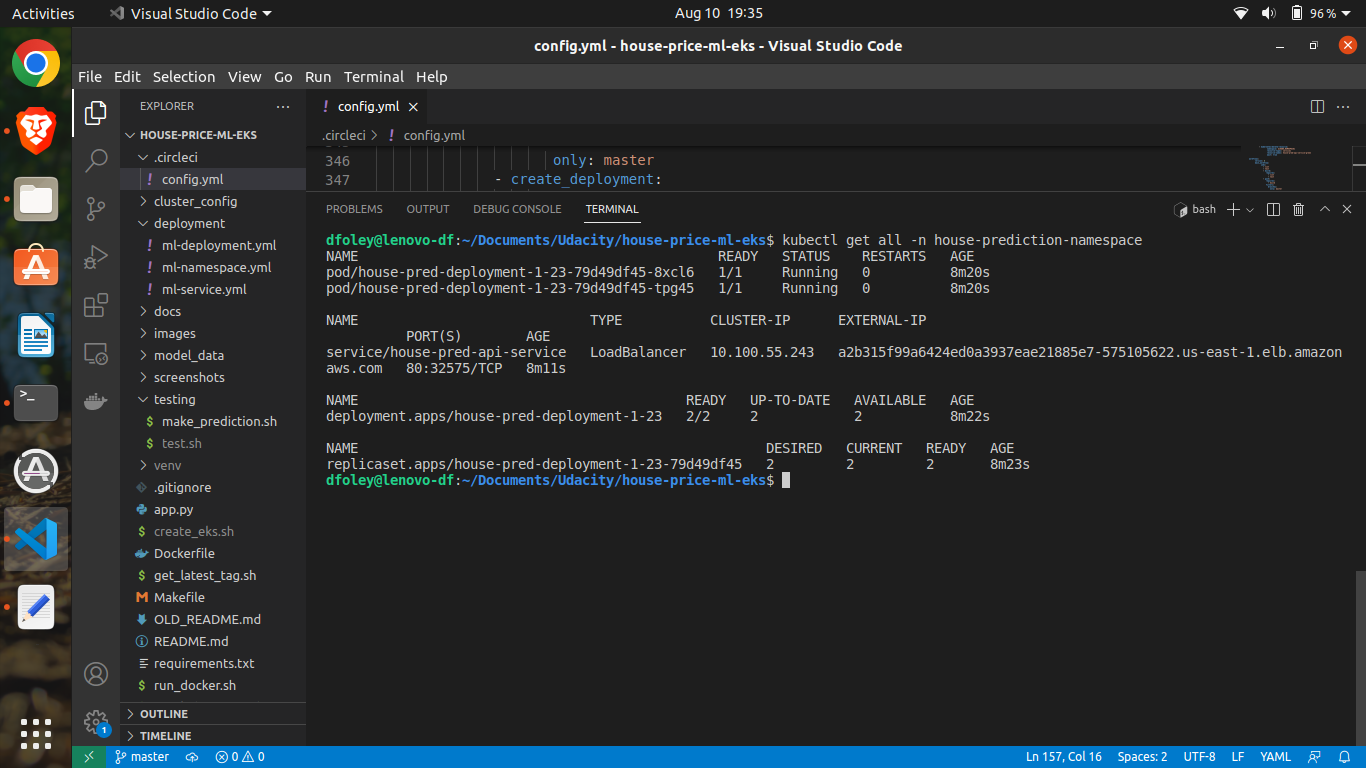 Activities
Visual Studio Code
Aug 10 19:35
96 %
config.yml - house-price-ml-eks - Visual Studio Code
File Edit Selection View Go Run Terminal Help
EXPLORER
HOUSE-PRICE-ML-EKS
.circleci
config.yml
cluster_config
deployment
ml-deployment.yml
ml-namespace.yml
ml-service.yml
docs
images
model_data
screenshots
testing
make_prediction.sh
test.sh
venv
.gitignore
app.py
create_eks.sh
Dockerfile
get_latest_tag.sh
Makefile
OLD_README.md
README.md
requirements.txt
run_docker.sh
OUTLINE
TIMELINE
config.yml
.circleci > config.yml
346 only: master
347 - create_deployment:
PROBLEMS OUTPUT DEBUG CONSOLE TERMINAL
bash
dfoley@lenovo-df:~/Documents/Udacity/house-price-ml-eks$ kubectl get all -n house-prediction-namespace
NAME READY STATUS RESTARTS AGE
pod/house-pred-deployment-1-23-79d49df45-8xcl6 1/1 Running 0 8m20s
pod/house-pred-deployment-1-23-79d49df45-tpg45 1/1 Running 0 8m20s
NAME TYPE CLUSTER-IP EXTERNAL-IP
PORT(S) AGE
service/house-pred-api-service LoadBalancer 10.100.55.243 a2b315f99a6424ed0a3937eae21885e7-575105622.us-east-1.elb.amazon
aws.com 80:32575/TCP 8m11s
NAME READY UP-TO-DATE AVAILABLE AGE
deployment.apps/house-pred-deployment-1-23 2/2 2 2 8m22s
NAME DESIRED CURRENT READY AGE
replicaset.apps/house-pred-deployment-1-23-79d49df45 2 2 2 8m23s
dfoley@lenovo-df:~/Documents/Udacity/house-price-ml-eks$
1
master
0 0
Ln 157, Col 16
Spaces: 2
UTF-8
LF
YAML